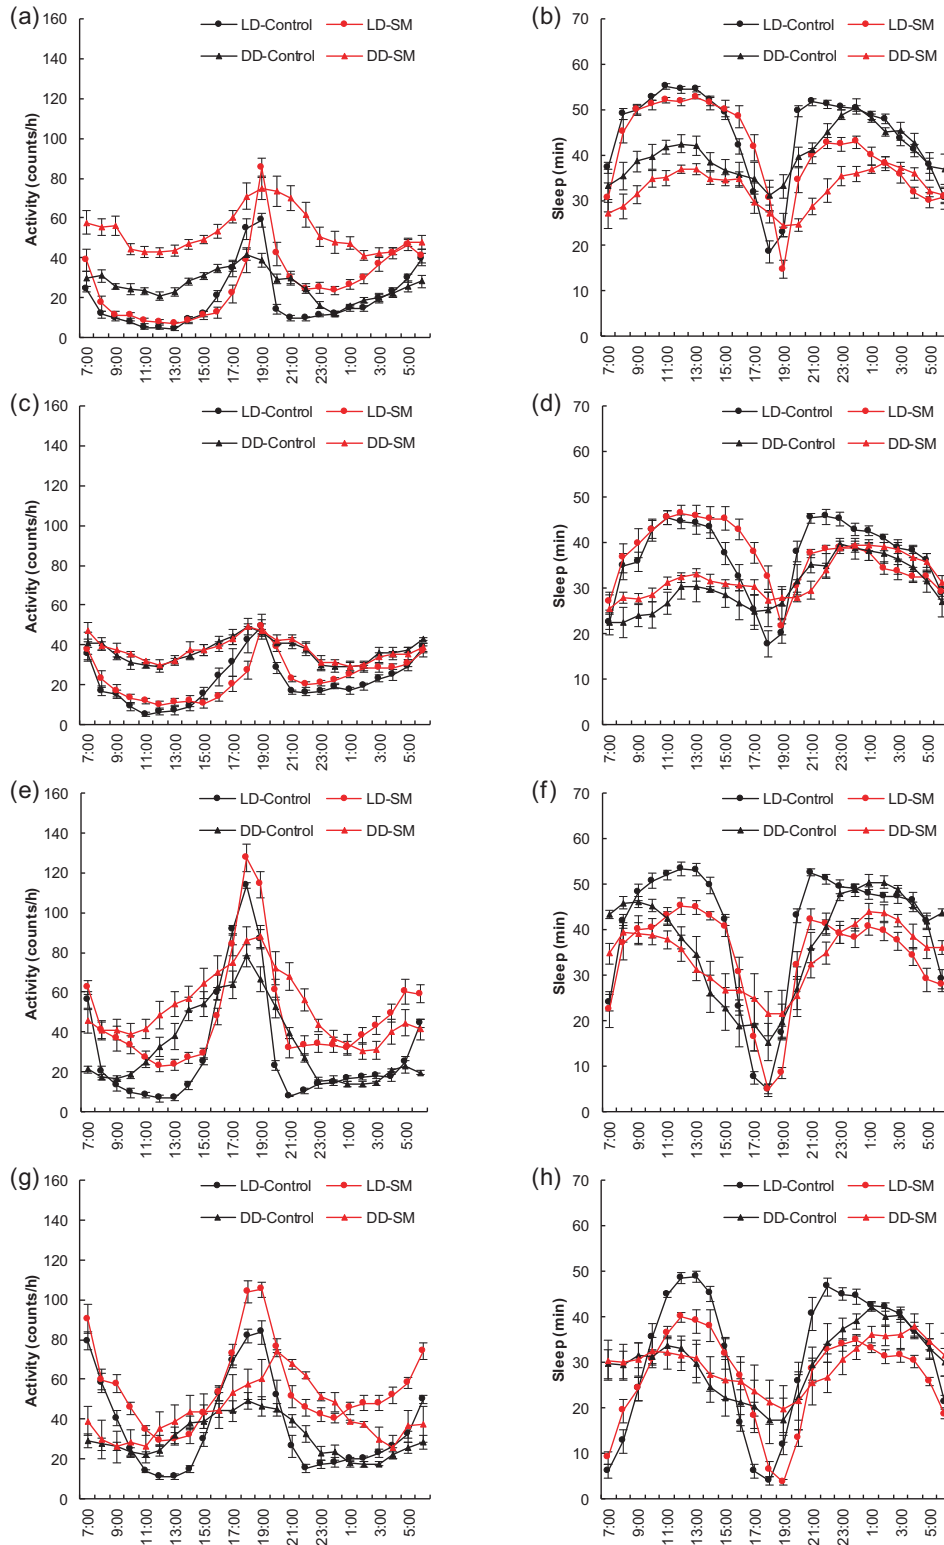 (a)
LD-Control LD-SM
DD-Control DD-SM
Activity (counts/h)
160
140
120
100
80
60
40
20
0
7:00 9:00 11:00 13:00 15:00 17:00 19:00 21:00 23:00 1:00 3:00 5:00
(b)
LD-Control LD-SM
DD-Control DD-SM
Sleep (min)
70
60
50
40
30
20
10
0
7:00 9:00 11:00 13:00 15:00 17:00 19:00 21:00 23:00 1:00 3:00 5:00
(c)
LD-Control LD-SM
DD-Control DD-SM
Activity (counts/h)
160
140
120
100
80
60
40
20
0
7:00 9:00 11:00 13:00 15:00 17:00 19:00 21:00 23:00 1:00 3:00 5:00
(d)
LD-Control LD-SM
DD-Control DD-SM
Sleep (min)
70
60
50
40
30
20
10
0
7:00 9:00 11:00 13:00 15:00 17:00 19:00 21:00 23:00 1:00 3:00 5:00
(e)
LD-Control LD-SM
DD-Control DD-SM
Activity (counts/h)
160
140
120
100
80
60
40
20
0
7:00 9:00 11:00 13:00 15:00 17:00 19:00 21:00 23:00 1:00 3:00 5:00
(f)
LD-Control LD-SM
DD-Control DD-SM
Sleep (min)
70
60
50
40
30
20
10
0
7:00 9:00 11:00 13:00 15:00 17:00 19:00 21:00 23:00 1:00 3:00 5:00
(g)
LD-Control LD-SM
DD-Control DD-SM
Activity (counts/h)
160
140
120
100
80
60
40
20
0
7:00 9:00 11:00 13:00 15:00 17:00 19:00 21:00 23:00 1:00 3:00 5:00
(h)
LD-Control LD-SM
DD-Control DD-SM
Sleep (min)
70
60
50
40
30
20
10
0
7:00 9:00 11:00 13:00 15:00 17:00 19:00 21:00 23:00 1:00 3:00 5:00